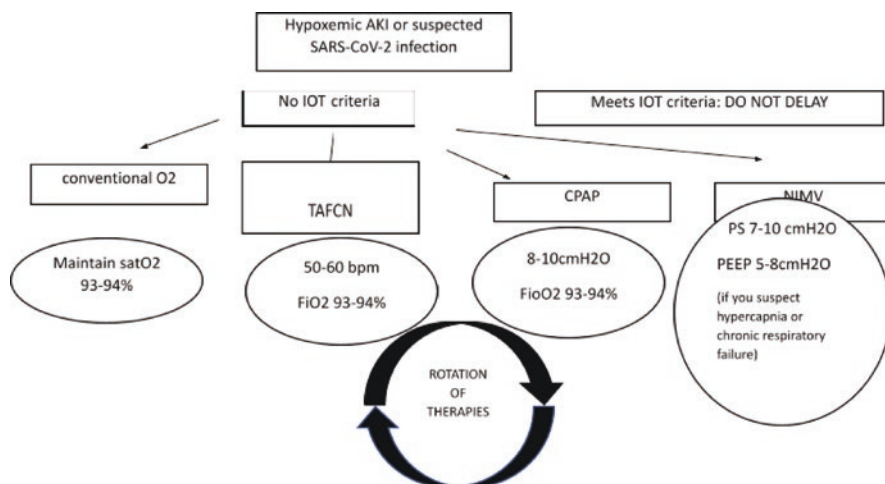 Hypoxemic AKI or suspected
SARS-CoV-2 infection
No IOT criteria
Meets IOT criteria: DO NOT DELAY
conventional O2
TAFCN
CPAP
NIMV
Maintain satO2
93-94%
50-60 bpm
FiO2 93-94%
8-10cmH2O
FioO2 93-94%
PS 7-10 cmH2O
PEEP 5-8cmH2O
(if you suspect
hypercapnia or
chronic respiratory
failure)
ROTATION
OF
THERAPIES